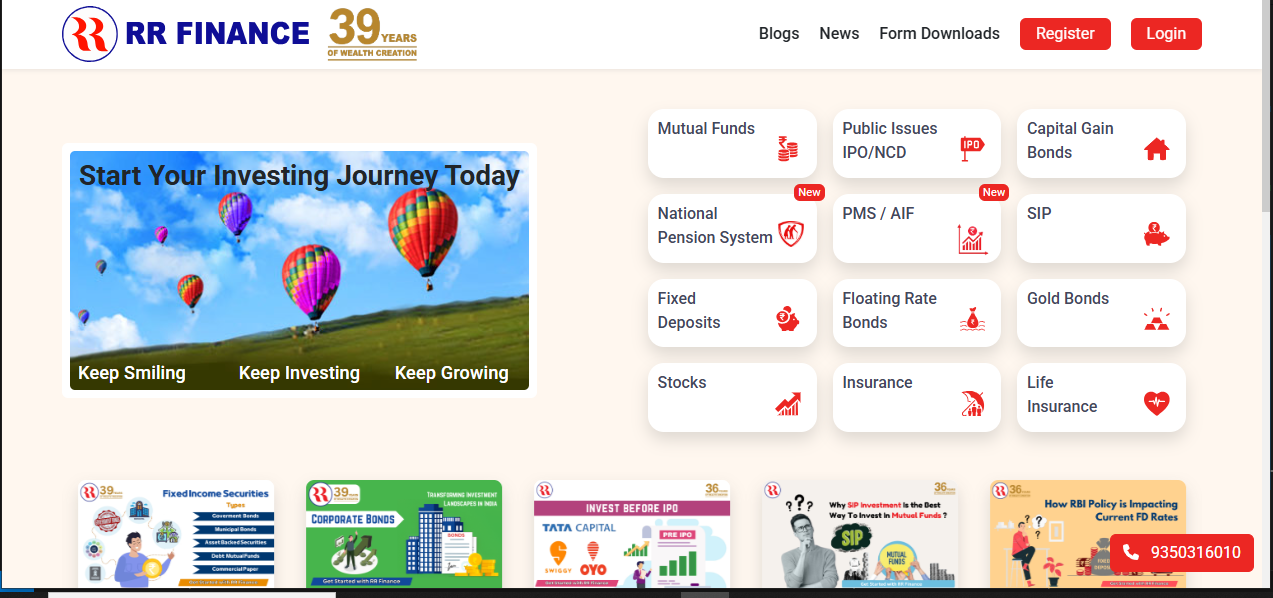 RR FINANCE
39 YEARS
OF WEALTH CREATION
Blogs
News
Form Downloads
Register
Login
Start Your Investing Journey Today
Keep Smiling
Keep Investing
Keep Growing
Mutual Funds
Public Issues
IPO/NCD
IPO
Capital Gain
Bonds
New
New
National
Pension System
PMS / AIF
SIP
Fixed
Deposits
Floating Rate
Bonds
Gold Bonds
Stocks
Insurance
Life
Insurance
39
Fixed Income Securities
Types
Goverment Bonds
Municipal Bonds
Asset Backed Securities
Debt Mutual Funds
Commercial Paper
39
TRANSFORMING INVESTMENT
LANDSCAPES IN INDIA
CORPORATE BONDS
BONDS
Get Started with RR Finance
36
INVEST BEFORE IPO
TATA CAPITAL
PRE IPO
SWIGGY
OYO
36
???
Why SIP Investment Is the Best
Way To Invest In Mutual Funds ?
SIP
MUTUAL
FUNDS
Get Started with RR Finance
36
How RBI Policy is Impacting
Current FD Rates
??
9350316010